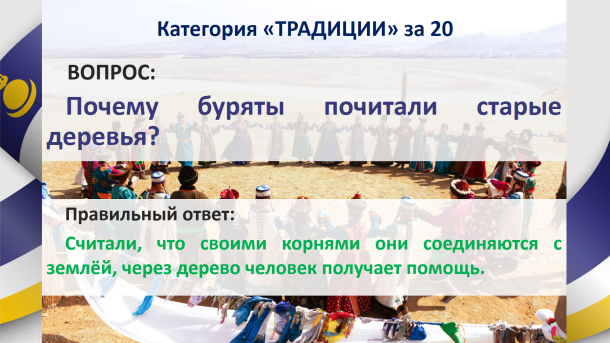 Категория «ТРАДИЦИИ» за 20
ВОПРОС:
Почему буряты почитали старые
деревья?
Правильный ответ:
Считали, что своими корнями они соединяются с
землёй, через дерево человек получает помощь.